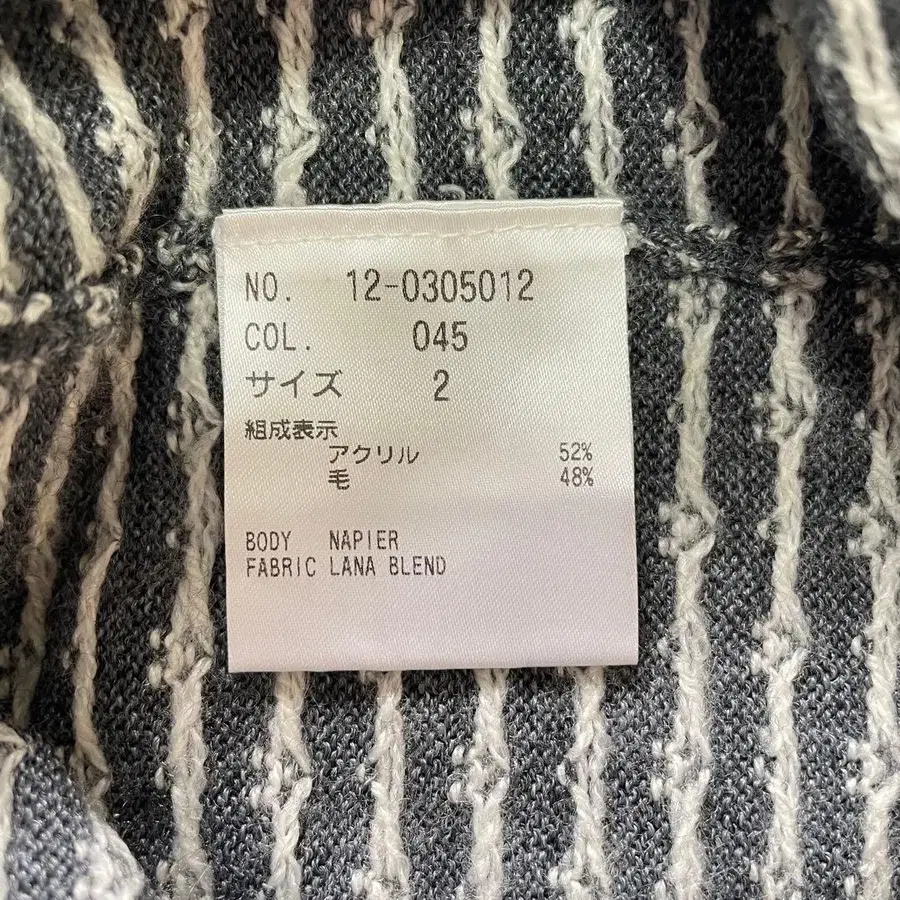 NO. 12-0305012
COL. 045
サイズ 2
組成表示
アクリル 52%
毛 48%
BODY NAPIER
FABRIC LANA BLEND